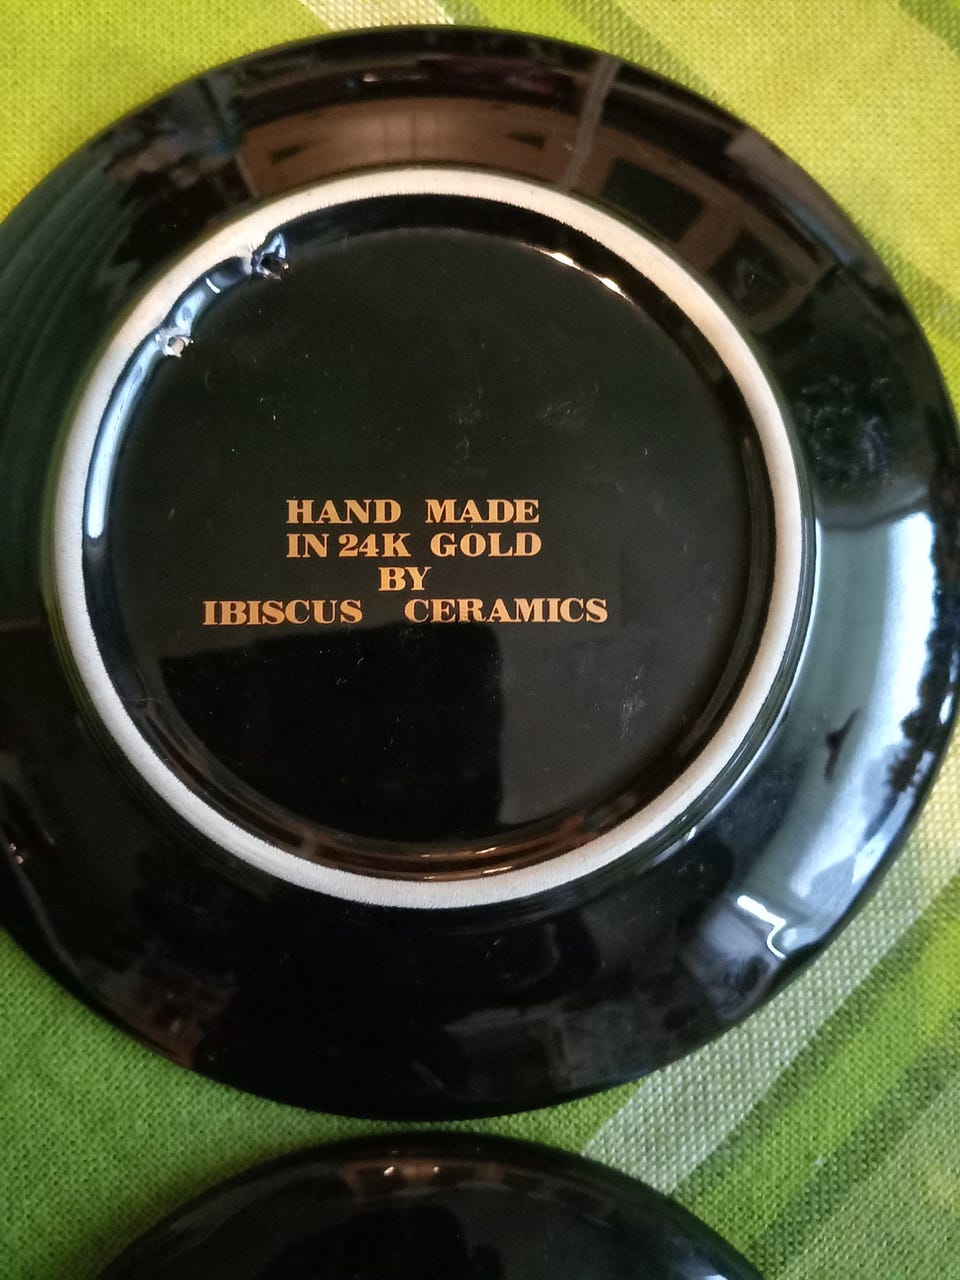 HAND MADE
IN 24K GOLD
BY
IBISCUS CERAMICS